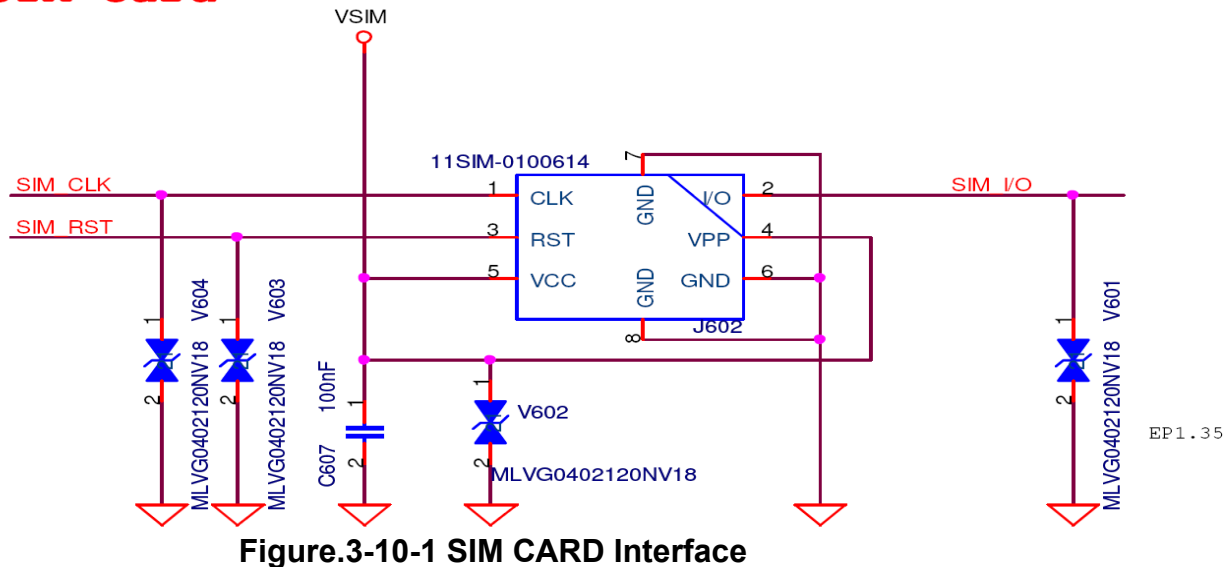 VSIM
11SIM-0100614
7
SIM_CLK
1
CLK
GND
I/O
2
SIM_I/O
SIM_RST
3
RST
VPP
4
5
VCC
GND
GND
6
8
J602
1
2
MLVG0402120NV18 V604
1
2
MLVG0402120NV18 V603
1
2
C607 100nF
1
2
V602
MLVG0402120NV18
1
2
MLVG0402120NV18 V601
EP1.35
Figure.3-10-1 SIM CARD Interface